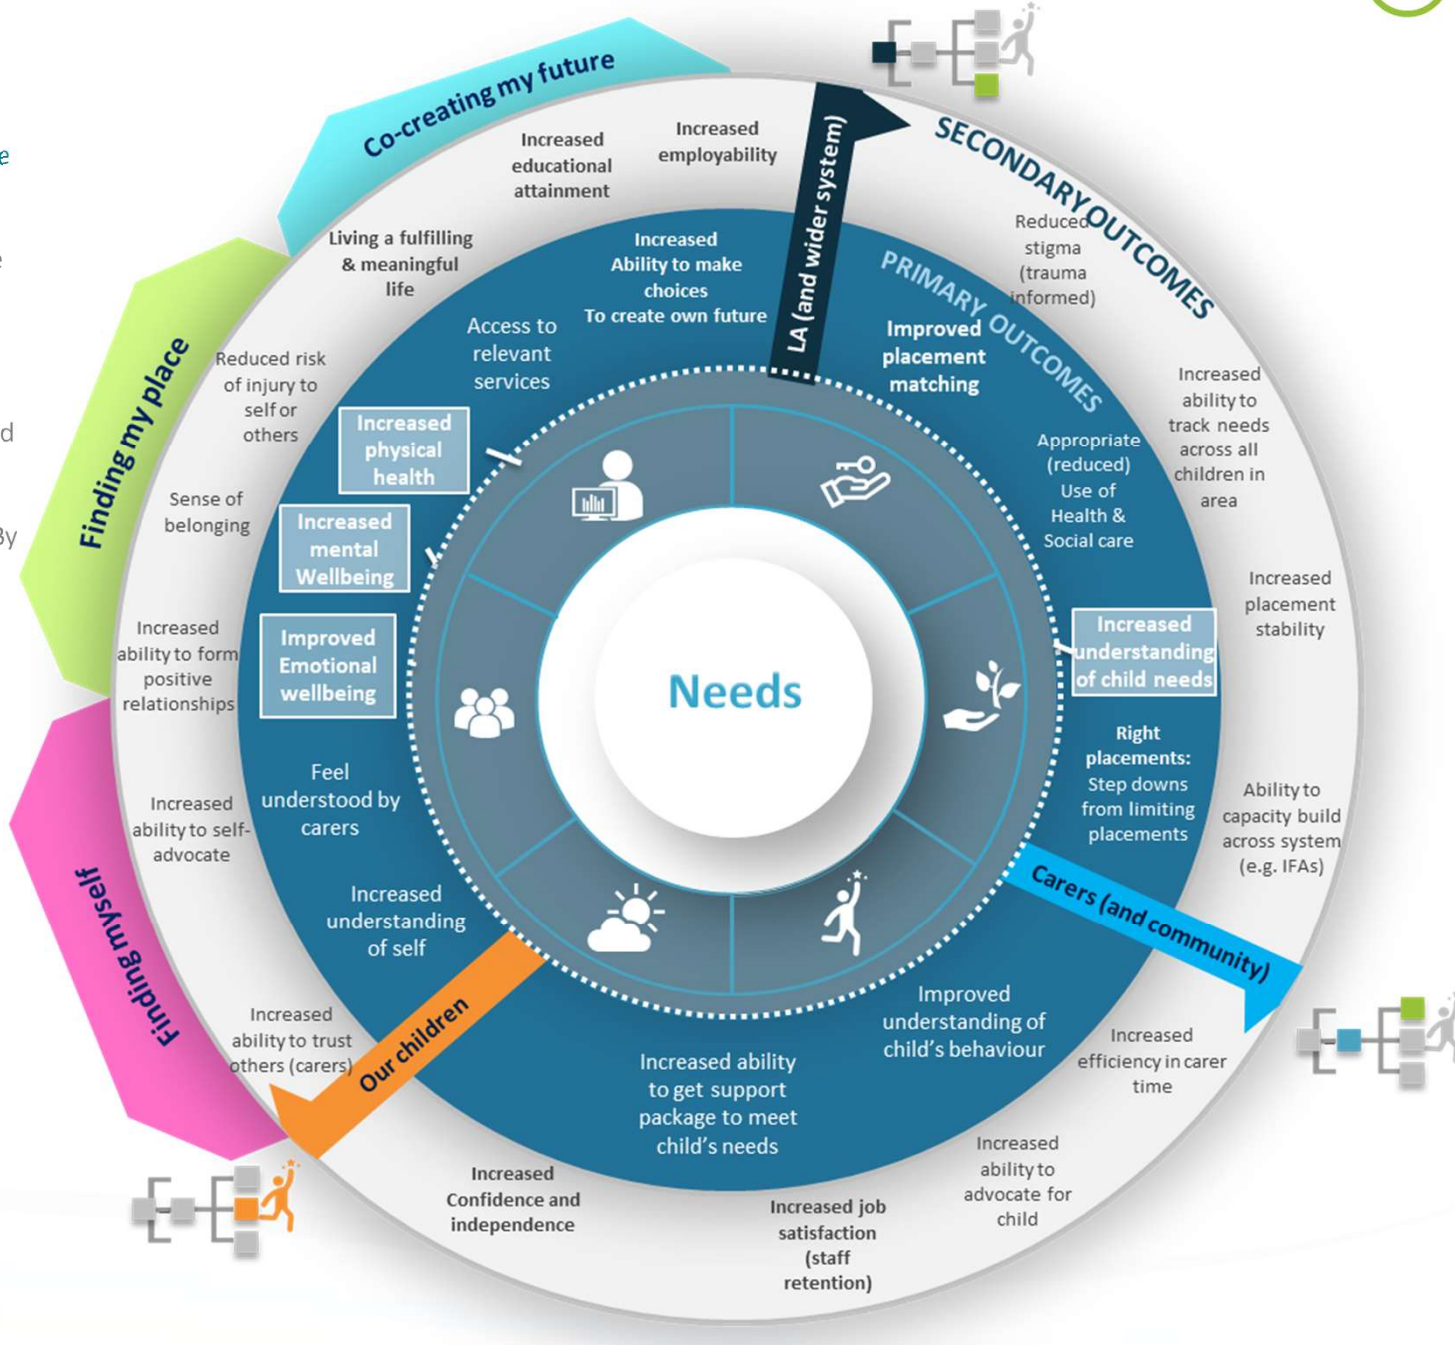 e
e
d
By
Co-creating my future
Finding my place
Finding myself
LA (and wider system)
Carers (and community)
Our children
SECONDARY OUTCOMES
PRIMARY OUTCOMES
Increased
employability
Increased
educational
attainment
Living a fulfilling
& meaningful
life
Reduced risk
of injury to
self or
others
Sense of
belonging
Increased
ability to form
positive
relationships
Increased
ability to self-
advocate
Increased
ability to trust
others (carers)
Increased
Ability to make
choices
To create own future
Access to
relevant
services
Increased
physical
health
Increased
mental
Wellbeing
Improved
Emotional
wellbeing
Feel
understood by
carers
Increased
understanding
of self
Needs
Reduced
stigma
(trauma
informed)
Increased
ability to
track needs
across all
children in
area
Increased
placement
stability
Ability to
capacity build
across system
(e.g. IFAs)
Improved
placement
matching
Appropriate
(reduced)
Use of
Health &
Social care
Increased
understanding
of child needs
Right
placements:
Step downs
from limiting
placements
Improved
understanding of
child's behaviour
Increased ability
to get support
package to meet
child's needs
Increased
efficiency in carer
time
Increased
ability to
advocate for
child
Increased job
satisfaction
(staff
retention)
Increased
Confidence and
independence